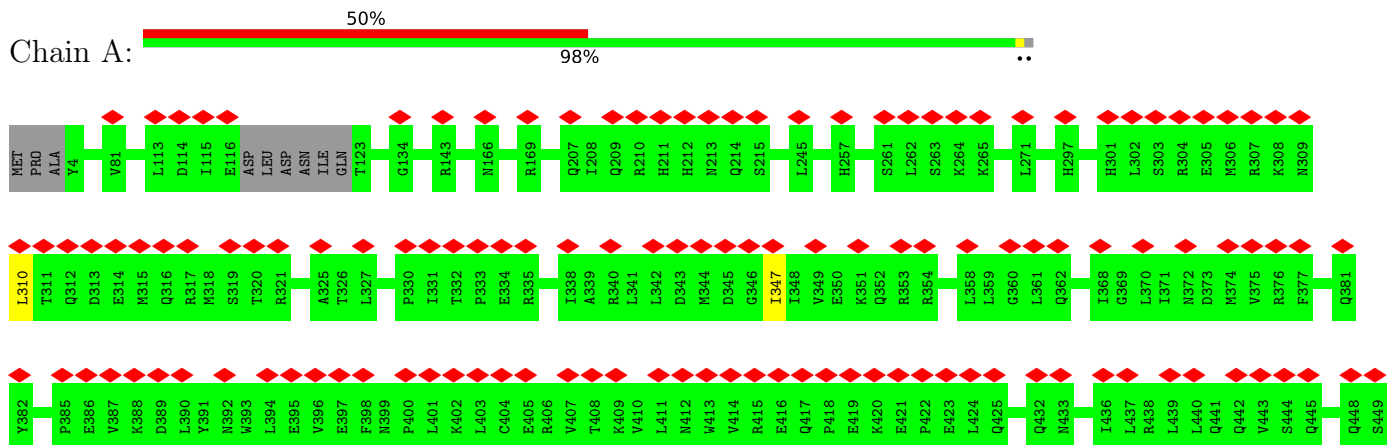 50%
Chain A:
98%
••
MET PRO ALA Y4 V81 L113 D114 I115 E116 ASP LEU ASP ASN ILE GLN T123 G134 R143 N166 R169 Q207 I208 Q209 R210 H211 H212 N213 Q214 S215 L245 H257 S261 L262 S263 K264 K265 L271 H297 H301 L302 S303 R304 E305 M306 R307 K308 N309
L310 T311 Q312 D313 E314 M315 Q316 R317 M318 S319 T320 R321 A325 T326 L327 P330 I331 T332 P333 E334 R335 I338 A339 R340 L341 L342 D343 M344 D345 G346 I347 I348 V349 E350 K351 Q352 R353 R354 L358 L359 G360 L361 Q362 I368 G369 L370 I371 N372 D373 M374 V375 R376 F377 Q381
Y382 P385 E386 V387 K388 D389 L390 Y391 N392 W393 L394 E395 V396 E397 F398 N399 P400 L401 K402 L403 C404 E405 R406 V407 T408 K409 V410 L411 N412 W413 V414 R415 E416 Q417 P418 E419 K420 E421 P422 E423 L424 Q425 Q432 N433 I436 L437 R438 L439 L440 Q441 Q442 V443 S444 Q445 Q448 S449